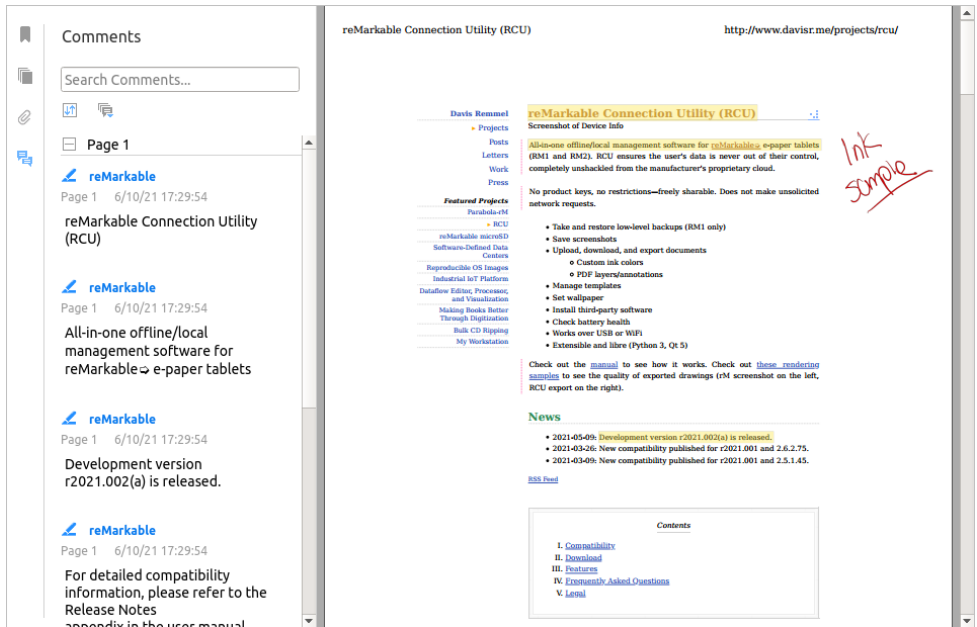 Comments
Search Comments...
Page 1
reMarkable
Page 1 6/10/21 17:29:54
reMarkable Connection Utility
(RCU)
reMarkable
Page 1 6/10/21 17:29:54
All-in-one offline/local
management software for
reMarkable➭ e-paper tablets
reMarkable
Page 1 6/10/21 17:29:54
Development version
r2021.002(a) is released.
reMarkable
Page 1 6/10/21 17:29:54
For detailed compatibility
information, please refer to the
Release Notes
appendix in the user manual
reMarkable Connection Utility (RCU)
http://www.davisr.me/projects/rcu/
Davis Remmel
▸ Projects
Posts
Letters
Work
Press
Featured Projects
Parabola-rM
▸ RCU
reMarkable microSD
Software-Defined Data
Centers
Reproducible OS Images
Industrial IoT Platform
Dataflow Editor, Processor,
and Visualization
Making Books Better
Through Digitization
Bulk CD Ripping
My Workstation
reMarkable Connection Utility (RCU)
Screenshot of Device Info
All-in-one offline/local management software for reMarkable➭ e-paper tablets
(RM1 and RM2). RCU ensures the user's data is never out of their control,
completely unshackled from the manufacturer's proprietary cloud.
No product keys, no restrictions—freely sharable. Does not make unsolicited
network requests.
• Take and restore low-level backups (RM1 only)
• Save screenshots
• Upload, download, and export documents
∘ Custom ink colors
∘ PDF layers/annotations
• Manage templates
• Set wallpaper
• Install third-party software
• Check battery health
• Works over USB or WiFi
• Extensible and libre (Python 3, Qt 5)
Check out the manual to see how it works. Check out these rendering
samples to see the quality of exported drawings (rM screenshot on the left,
RCU export on the right).
News
• 2021-05-09: Development version r2021.002(a) is released.
• 2021-03-26: New compatibility published for r2021.001 and 2.6.2.75.
• 2021-03-09: New compatibility published for r2021.001 and 2.5.1.45.
RSS Feed
Contents
I. Compatibility
II. Download
III. Features
IV. Frequently Asked Questions
V. Legal
Ink
sample